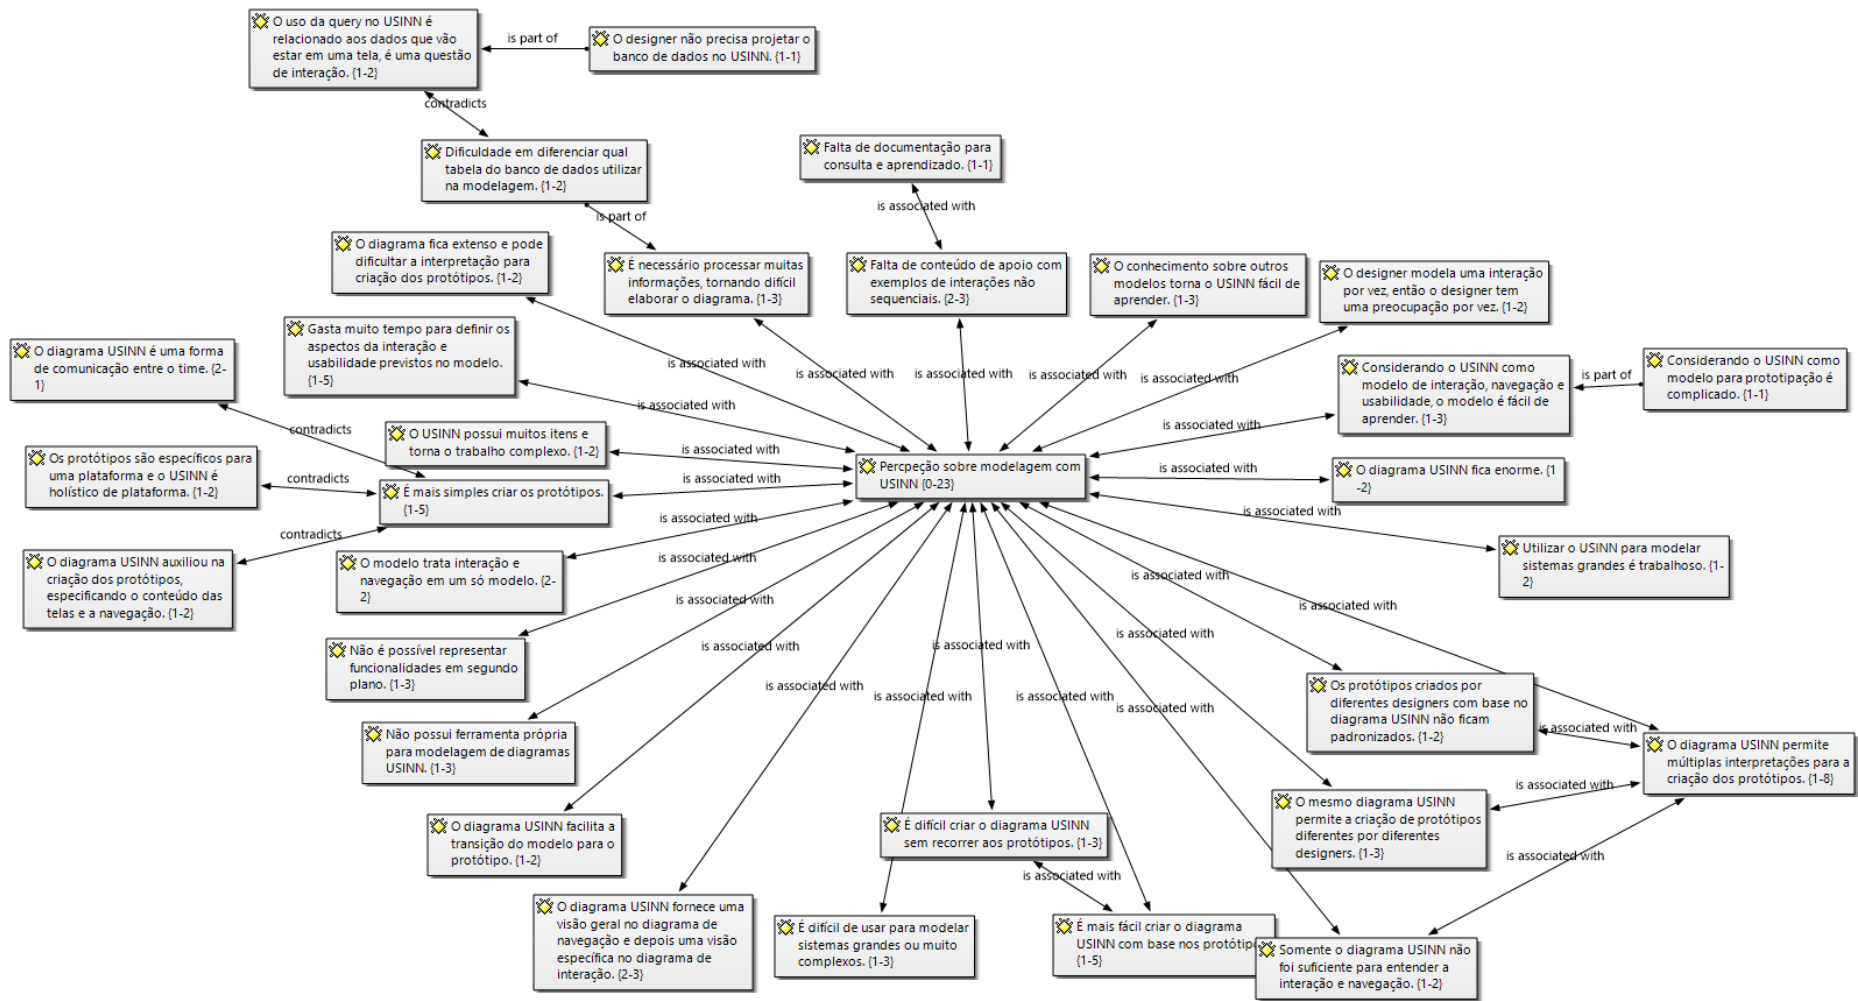 O uso da query no USINN é
relacionado aos dados que vão
estar em uma tela, é uma questão
de interação. {1-2}
is part of
O designer não precisa projetar o
banco de dados no USINN. {1-1}
contradicts
Dificuldade em diferenciar qual
tabela do banco de dados utilizar
na modelagem. {1-2}
is part of
Falta de documentação para
consulta e aprendizado. {1-1}
is associated with
O diagrama fica extenso e pode
dificultar a interpretação para
criação dos protótipos. {1-2}
É necessário processar muitas
informações, tornando difícil
elaborar o diagrama. {1-3}
Falta de conteúdo de apoio com
exemplos de interações não
sequenciais. {2-3}
O conhecimento sobre outros
modelos torna o USINN fácil de
aprender. {1-3}
O designer modela uma interação
por vez, então o designer tem
uma preocupação por vez. {1-2}
Gasta muito tempo para definir os
aspectos da interação e
usabilidade previstos no modelo.
{1-5}
O diagrama USINN é uma forma
de comunicação entre o time. {2-
1}
is associated with
is associated with
is associated with
is associated with
is associated with
Considerando o USINN como
modelo de interação, navegação e
usabilidade, o modelo é fácil de
aprender. {1-3}
is part of
Considerando o USINN como
modelo para prototipação é
complicado. {1-1}
is associated with
contradicts
O USINN possui muitos itens e
torna o trabalho complexo. {1-2}
is associated with
is associated with
Os protótipos são específicos para
uma plataforma e o USINN é
holístico de plataforma. {1-2}
contradicts
É mais simples criar os protótipos.
{1-5}
is associated with
Percpeção sobre modelagem com
USINN {0-23}
is associated with
O diagrama USINN fica enorme. {1
-2}
is associated with
is associated with
contradicts
O diagrama USINN auxiliou na
criação dos protótipos,
especificando o conteúdo das
telas e a navegação. {1-2}
O modelo trata interação e
navegação em um só modelo. {2-
2}
is associated with
is associated with
Utilizar o USINN para modelar
sistemas grandes é trabalhoso. {1-
2}
is associated with
is associated with
is associated with
Não é possível representar
funcionalidades em segundo
plano. {1-3}
is associated with
is associated with
is associated with
is associated with
is associated with
is associated with
is associated with
Os protótipos criados por
diferentes designers com base no
diagrama USINN não ficam
padronizados. {1-2}
is associated with
Não possui ferramenta própria
para modelagem de diagramas
USINN. {1-3}
O diagrama USINN permite
múltiplas interpretações para a
criação dos protótipos. {1-8}
is associated with
O mesmo diagrama USINN
permite a criação de protótipos
diferentes por diferentes
designers. {1-3}
is associated with
O diagrama USINN facilita a
transição do modelo para o
protótipo. {1-2}
É difícil criar o diagrama USINN
sem recorrer aos protótipos. {1-3}
is associated with
O diagrama USINN fornece uma
visão geral no diagrama de
navegação e depois uma visão
específica no diagrama de
interação. {2-3}
É difícil de usar para modelar
sistemas grandes ou muito
complexos. {1-3}
É mais fácil criar o diagrama
USINN com base nos
{1-5}
Somente o diagrama USINN não
foi suficiente para entender a
interação e navegação. {1-2}